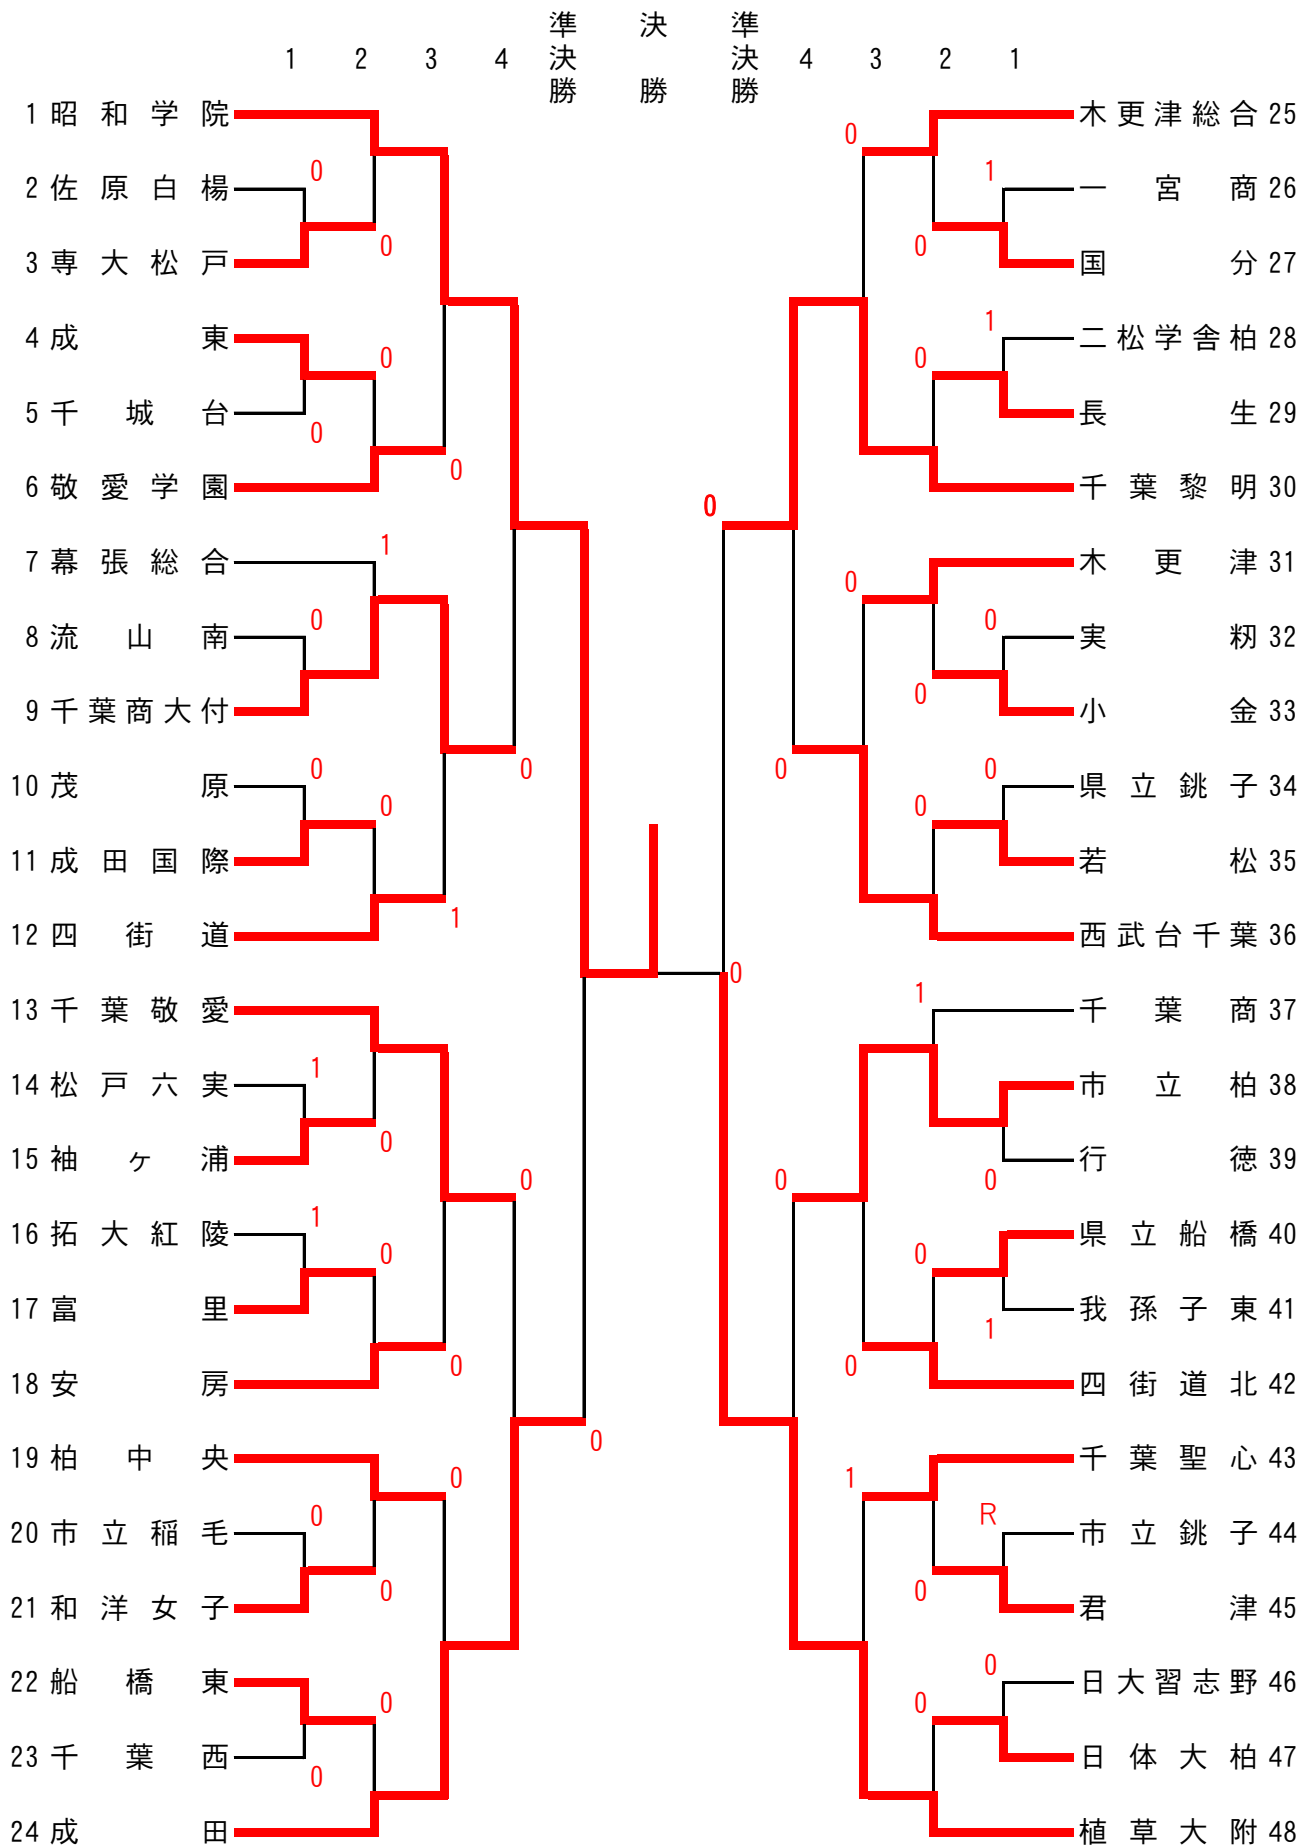 準決勝 決勝 準決勝
1 2 3 4 4 3 2 1
1 昭和学院
0
2 佐原白楊
3 専大松戸
0
4 成東
0
5 千城台
0
6 敬愛学園
0
7 幕張総合
1
8 流山南
0
9 千葉商大付
10 茂原
0
0
0
11 成田国際
12 四街道
1
13 千葉敬愛
14 松戸六実
1
15 袖ヶ浦
0
0
16 拓大紅陵
1
0
17 富里
18 安房
0
19 柏中央
0
0
20 市立稲毛
0
21 和洋女子
0
22 船橋東
0
23 千葉西
0
24 成田
木更津総合 25
0
一宮商 26
1
国分 27
0
二松学舎柏 28
1
0
長生 29
千葉黎明 30
0
木更津 31
0
実籾 32
0
小金 33
0
県立銚子 34
0
0
0
若松 35
西武台千葉 36
0
千葉商 37
1
市立柏 38
行徳 39
0
0
県立船橋 40
0
我孫子東 41
1
四街道北 42
0
千葉聖心 43
1
市立銚子 44
R
君津 45
0
日大習志野 46
0
0
日体大柏 47
植草大附 48